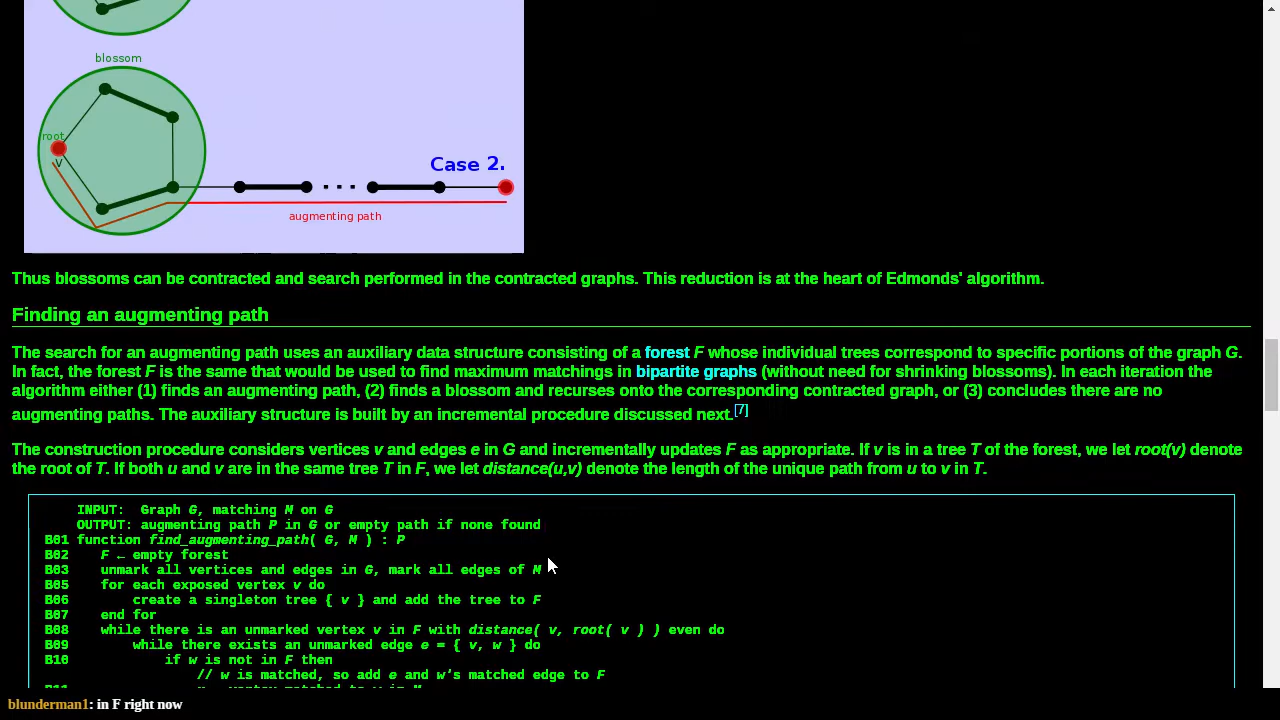 blossom
root
v
Case 2.
augmenting path
Thus blossoms can be contracted and search performed in the contracted graphs. This reduction is at the heart of Edmonds' algorithm.
Finding an augmenting path
The search for an augmenting path uses an auxiliary data structure consisting of a forest F whose individual trees correspond to specific portions of the graph G.
In fact, the forest F is the same that would be used to find maximum matchings in bipartite graphs (without need for shrinking blossoms). In each iteration the
algorithm either (1) finds an augmenting path, (2) finds a blossom and recurses onto the corresponding contracted graph, or (3) concludes there are no
augmenting paths. The auxiliary structure is built by an incremental procedure discussed next.[7]
The construction procedure considers vertices v and edges e in G and incrementally updates F as appropriate. If v is in a tree T of the forest, we let root(v) denote
the root of T. If both u and v are in the same tree T in F, we let distance(u,v) denote the length of the unique path from u to v in T.
INPUT: Graph G, matching M on G
OUTPUT: augmenting path P in G or empty path if none found
B01 function find_augmenting_path( G, M ) : P
B02 F ← empty forest
B03 unmark all vertices and edges in G, mark all edges of M
B05 for each exposed vertex v do
B06 create a singleton tree { v } and add the tree to F
B07 end for
B08 while there is an unmarked vertex v in F with distance( v, root( v ) ) even do
B09 while there exists an unmarked edge e = { v, w } do
B10 if w is not in F then
// w is matched, so add e and w's matched edge to F
blunderman1: in F right now